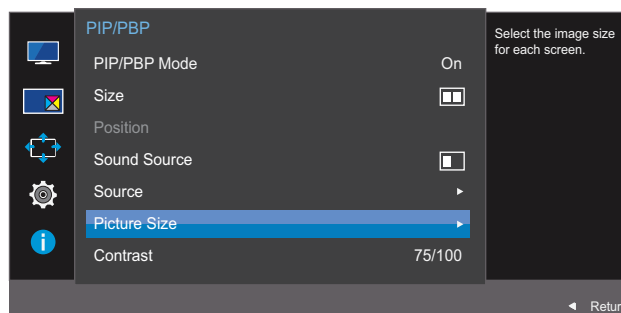 PIP/PBP
PIP/PBP Mode On
Size
Position
Sound Source
Source
Picture Size
Contrast 75/100
Select the image size
for each screen.
Retur